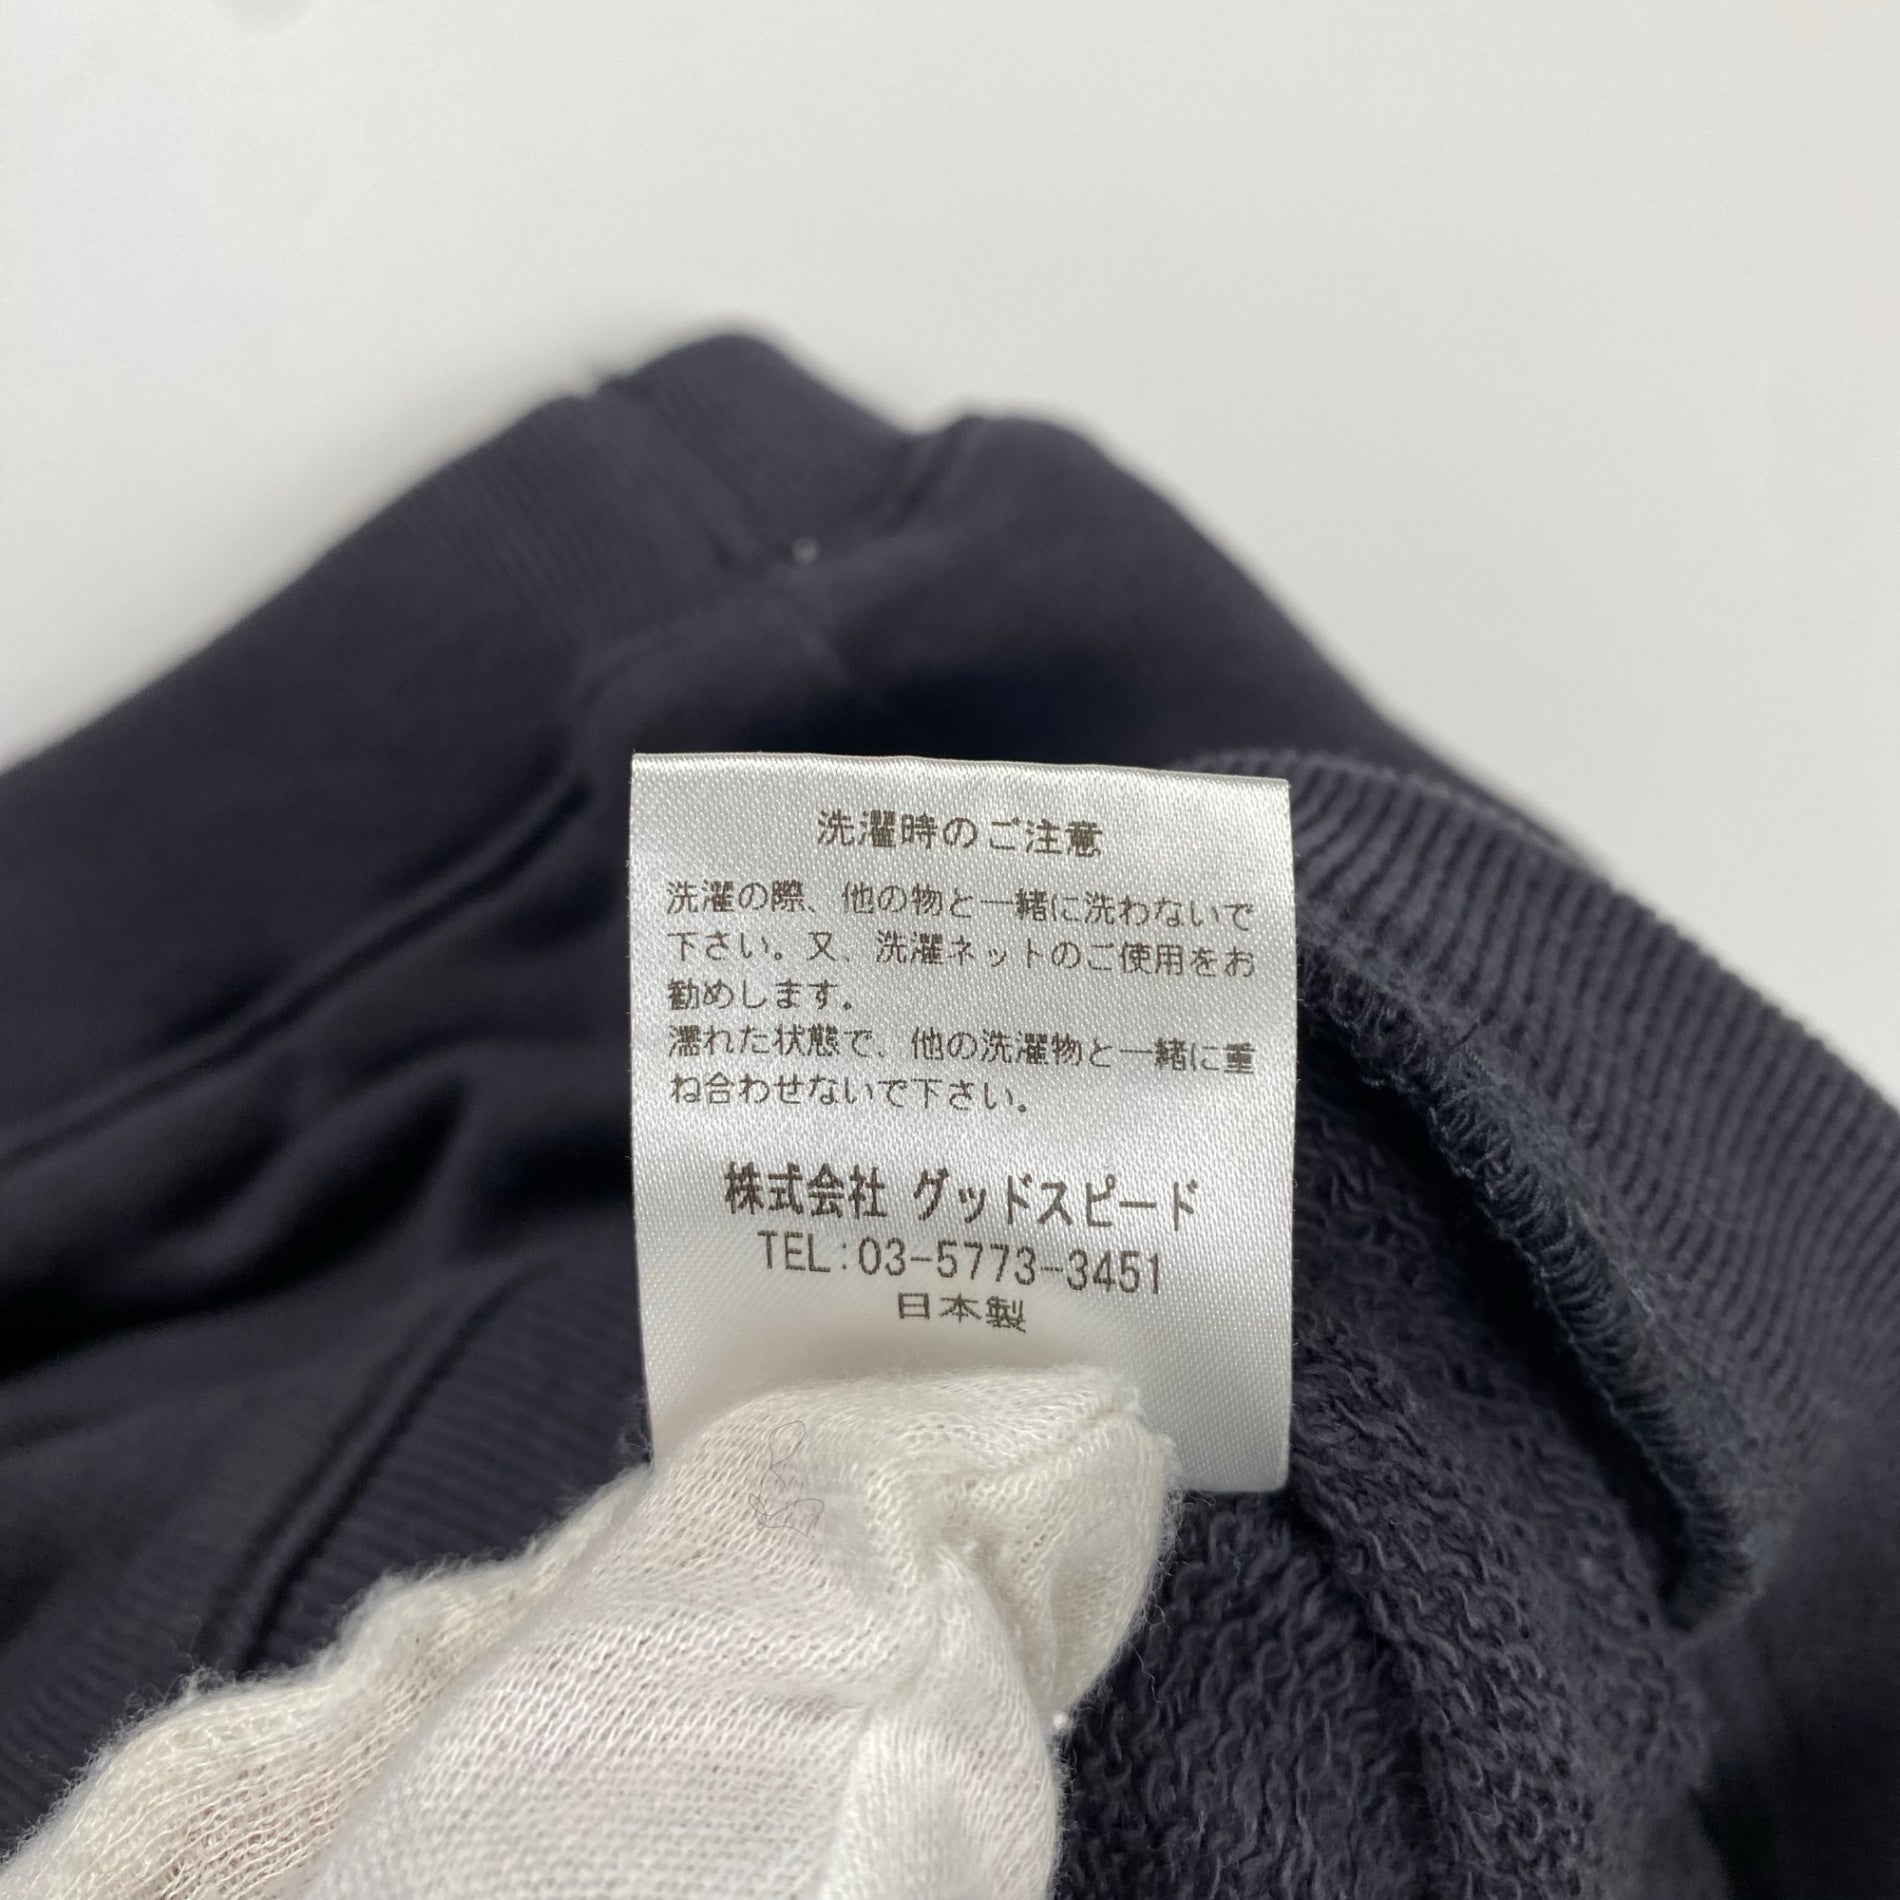 洗濯時のご注意
洗濯の際、他の物と一緒に洗わないで
下さい。又、洗濯ネットのご使用をお
勧めします。
濡れた状態で、他の洗濯物と一緒に重
ね合わせないで下さい。
株式会社 グッドスピード
TEL:03-5773-3451
日本製